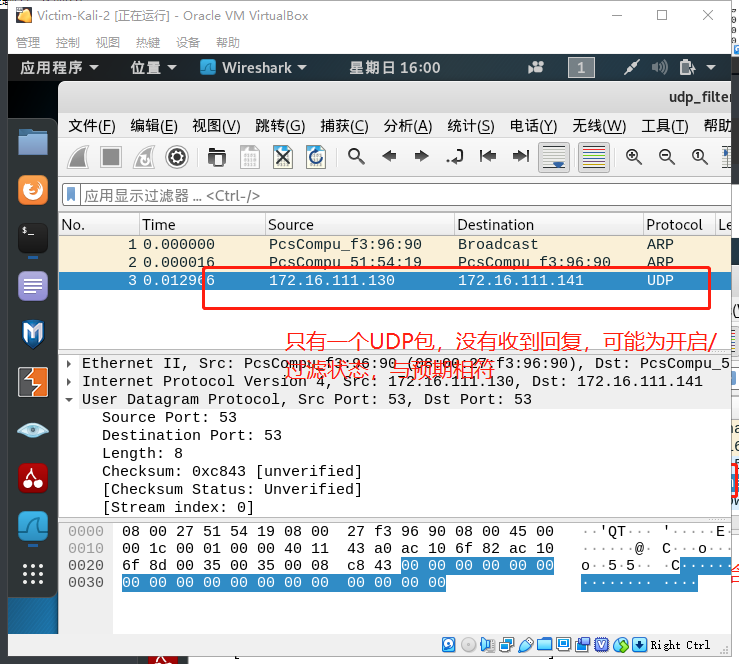 Victim-Kali-2 [正在运行] - Oracle VM VirtualBox
管理 控制 视图 热键 设备 帮助
应用程序 位置 Wireshark 星期日 16:00 1
udp_filter
文件(F) 编辑(E) 视图(V) 跳转(G) 捕获(C) 分析(A) 统计(S) 电话(Y) 无线(W) 工具(T) 帮助
应用显示过滤器 … <Ctrl-/>
No. Time Source Destination Protocol Le
1 0.000000 PcsCompu_f3:96:90 Broadcast ARP
2 0.000016 PcsCompu_51:54:19 PcsCompu_f3:96:90 ARP
3 0.012966 172.16.111.130 172.16.111.141 UDP
只有一个UDP包，没有收到回复，可能为开启/
过滤状态，与预期相符
Ethernet II, Src: PcsCompu_f3:96:90 (08:00:27:f3:96:90), Dst: PcsCompu_5
Internet Protocol Version 4, Src: 172.16.111.130, Dst: 172.16.111.141
User Datagram Protocol, Src Port: 53, Dst Port: 53
Source Port: 53
Destination Port: 53
Length: 8
Checksum: 0xc843 [unverified]
[Checksum Status: Unverified]
[Stream index: 0]
0000 08 00 27 51 54 19 08 00 27 f3 96 90 08 00 45 00 ··'QT··· '·····E
0010 00 1c 00 01 00 00 40 11 43 a0 ac 10 6f 82 ac 10 ······@· C···o··
0020 6f 8d 00 35 00 35 00 08 c8 43 00 00 00 00 00 00 o··5·5·· ·C······
0030 00 00 00 00 00 00 00 00 00 00 00 00 ········ ····
Right Ctrl